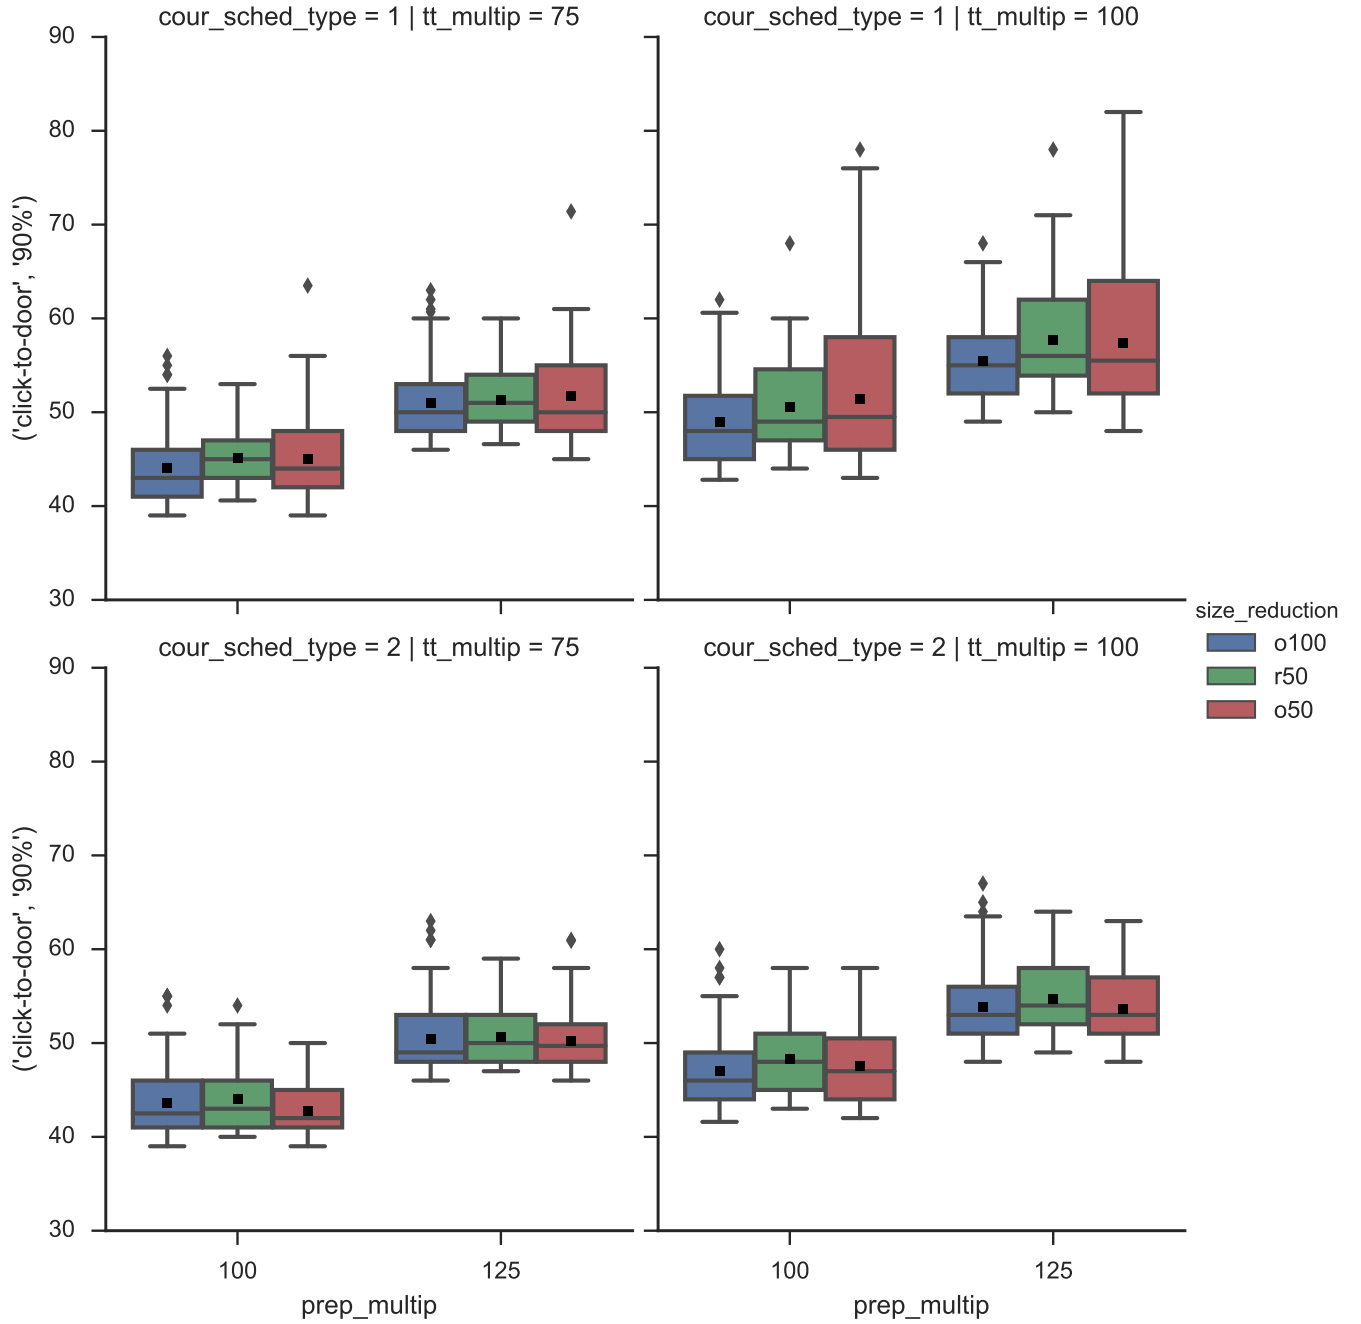 cour_sched_type = 1 | tt_multip = 75
cour_sched_type = 1 | tt_multip = 100
90
80
70
60
50
40
30
('click-to-door', '90%')
cour_sched_type = 2 | tt_multip = 75
cour_sched_type = 2 | tt_multip = 100
size_reduction
o100
r50
o50
90
80
70
60
50
40
30
('click-to-door', '90%')
100
125
100
125
prep_multip
prep_multip